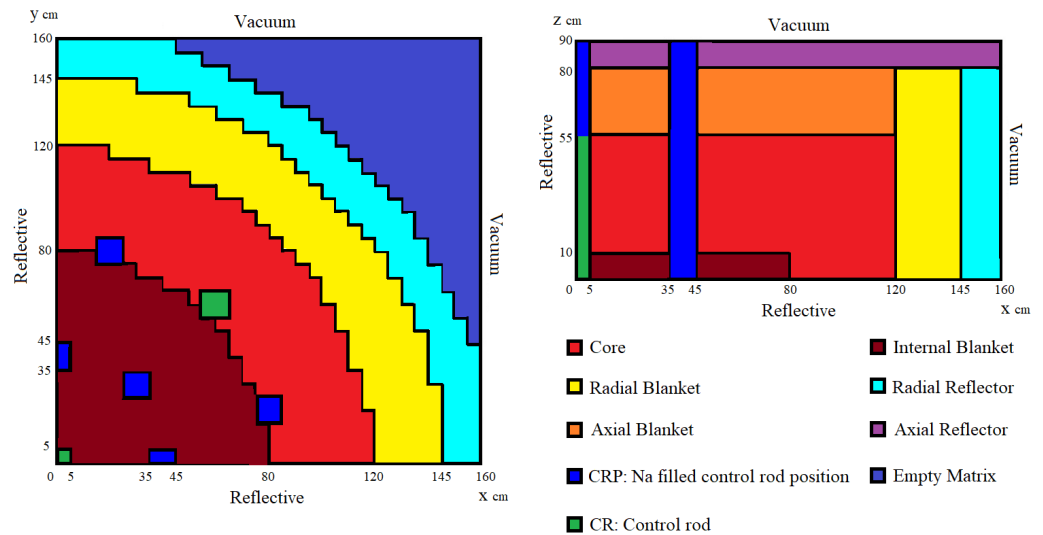 y cm
Vacuum
160
145
120
80
45
35
5
Reflective
Vacuum
0
5
35
45
80
120
140
160
Reflective
x cm
z cm
Vacuum
90
80
55
10
Reflective
Vacuum
0
5
35
45
80
120
145
160
Reflective
x cm
Core
Internal Blanket
Radial Blanket
Radial Reflector
Axial Blanket
Axial Reflector
CRP: Na filled control rod position
Empty Matrix
CR: Control rod